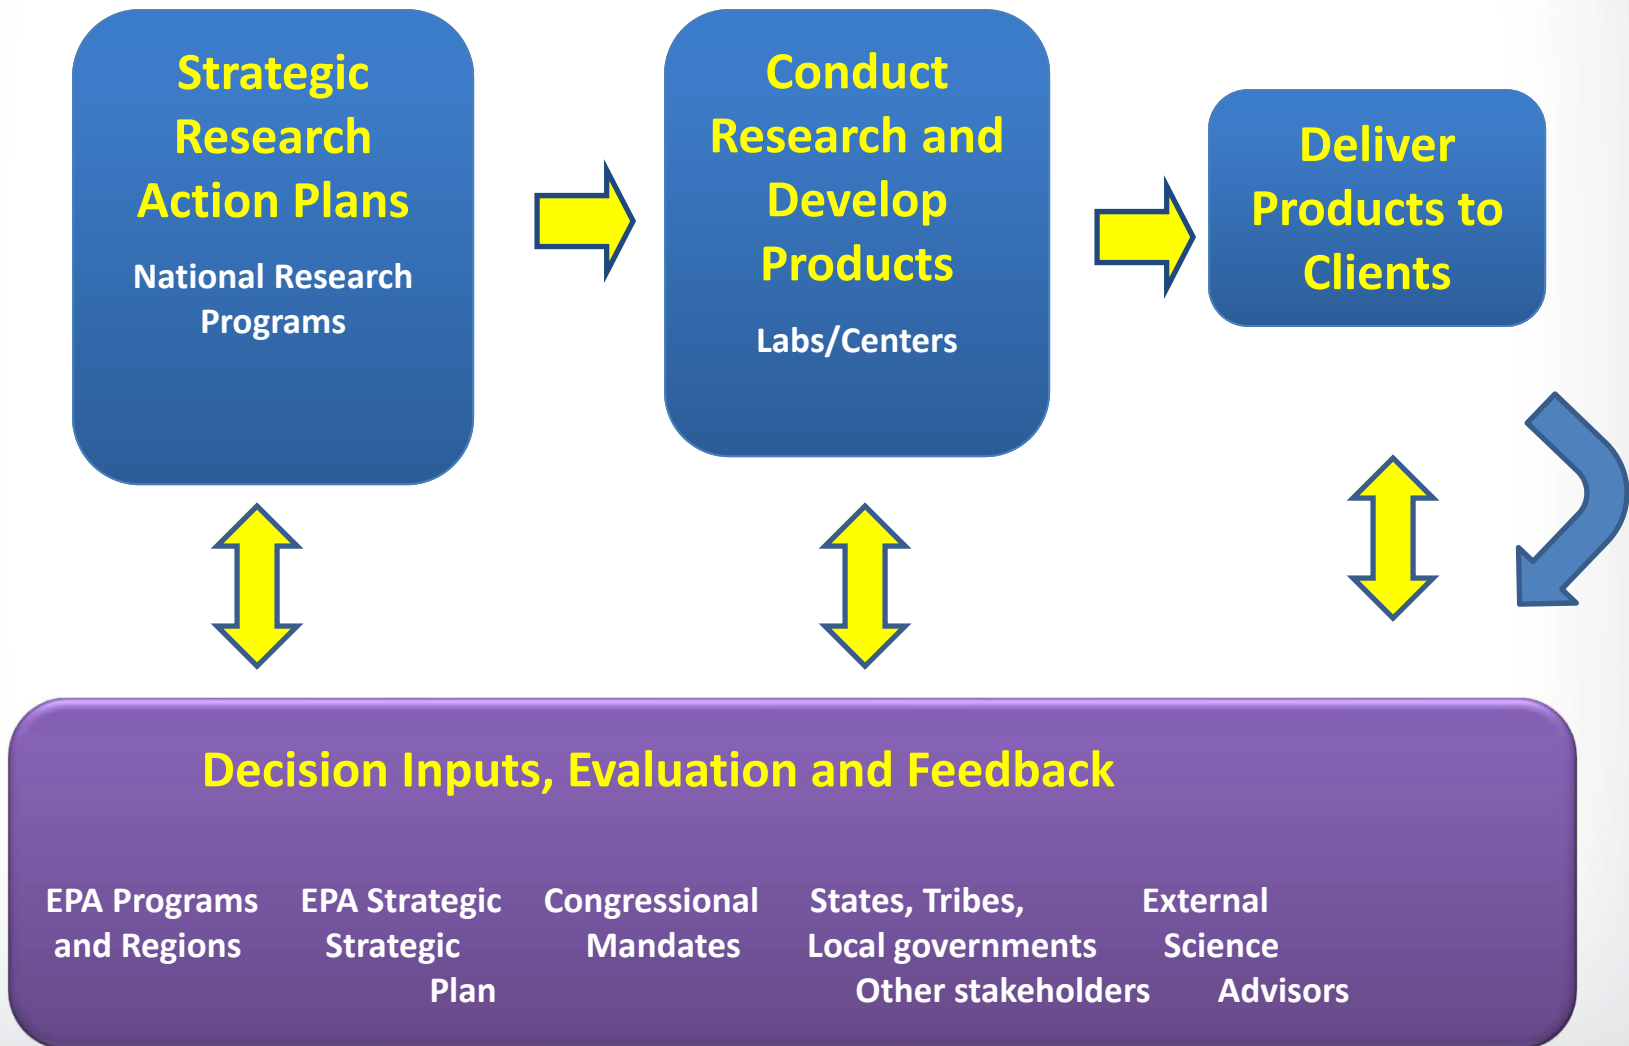 Strategic
Research
Action Plans
National Research
Programs
Conduct
Research and
Develop
Products
Labs/Centers
Deliver
Products to
Clients
Decision Inputs, Evaluation and Feedback
EPA Programs EPA Strategic Congressional States, Tribes, External
and Regions Strategic Mandates Local governments Science
Plan Other stakeholders Advisors